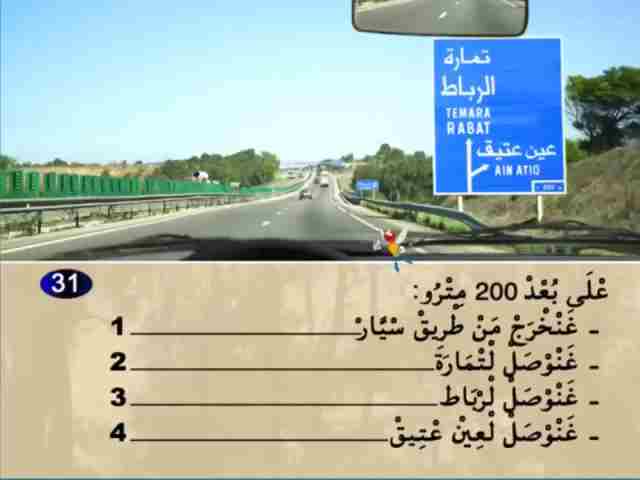 تمارة
الرباط
TEMARA
RABAT
عين عتيق
AIN ATIQ
31
عْلَى بُعْدْ 200 مِتْرُو:
- غَنْخْرَجْ مَنْ طْرِيقْ سْيَّارْ 1
- غَنْوْصَلْ لْتْمَارَةَ 2
- غَنْوْصَلْ لْرْبَاط 3
- غَنْوْصَلْ لْعِينْ عْتِيقْ 4